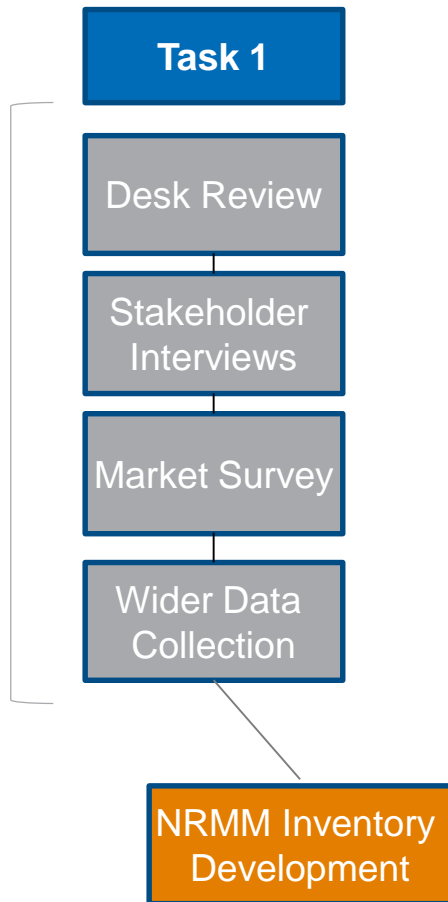 Task 1
Desk Review
Stakeholder
Interviews
Market Survey
Wider Data
Collection
NRMM Inventory
Development